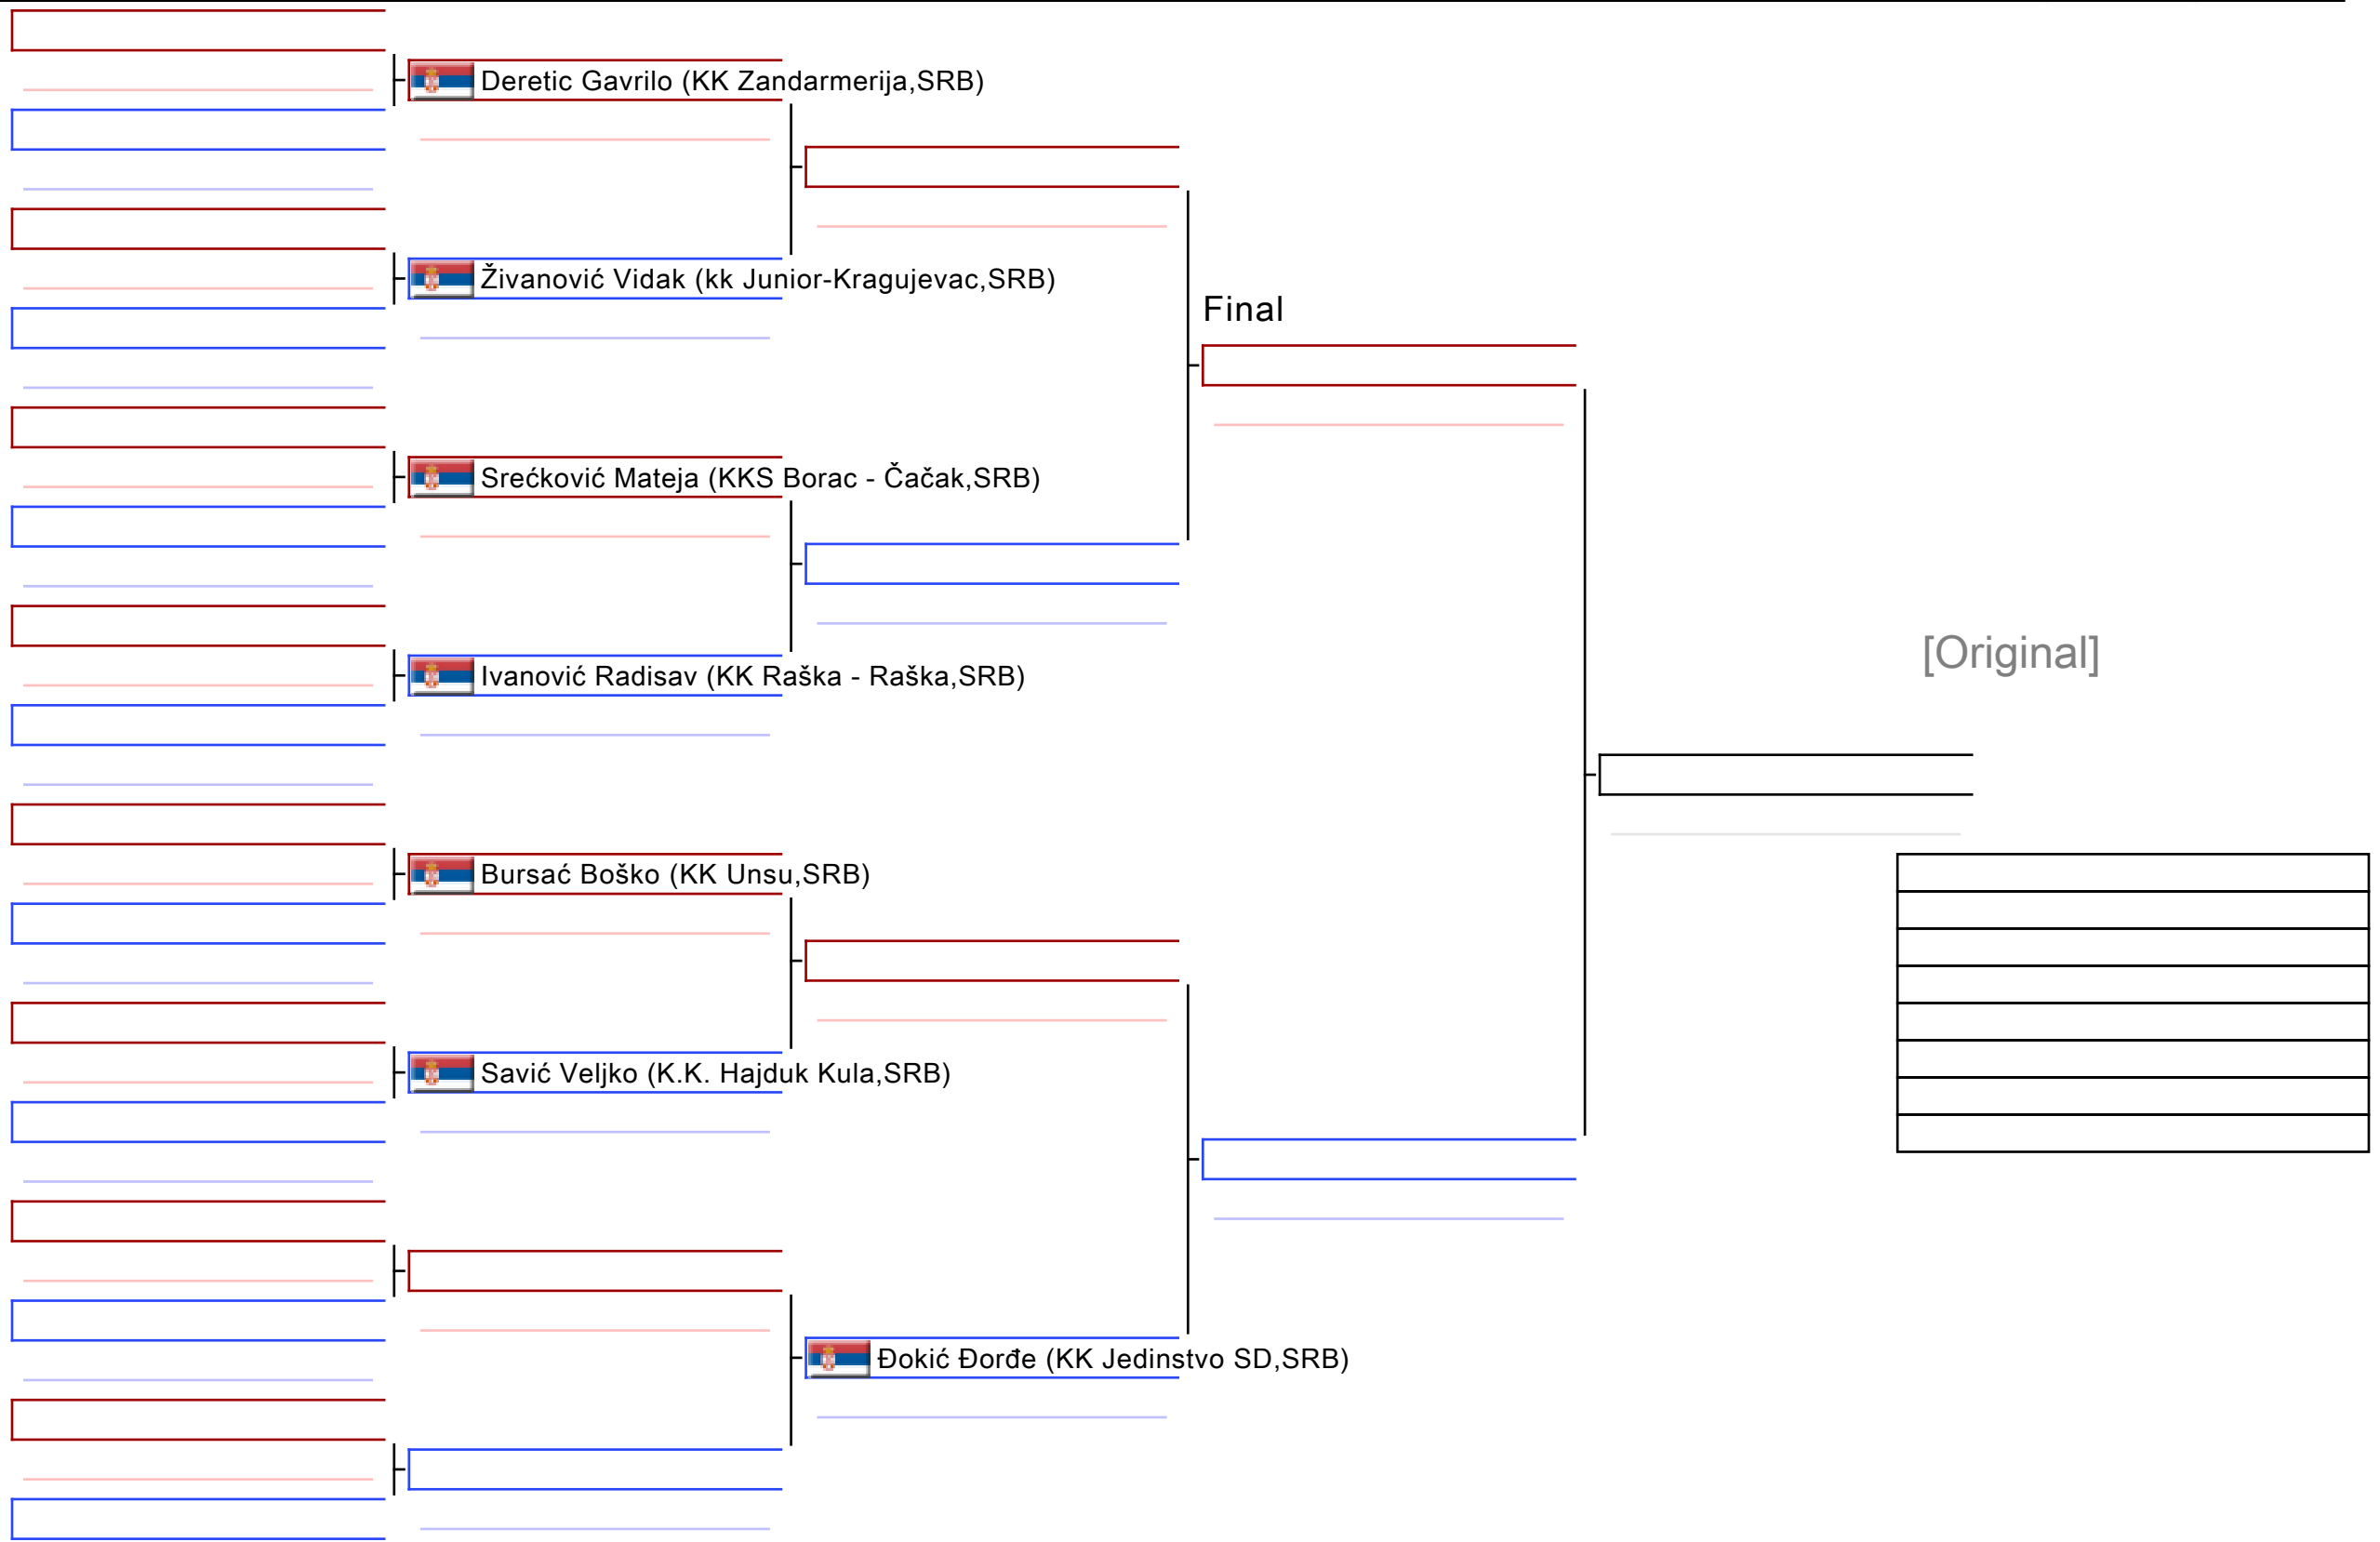 Deretic Gavrilo (KK Zandarmerija,SRB)
Živanović Vidak (kk Junior-Kragujevac,SRB)
Final
Srećković Mateja (KKS Borac - Čačak,SRB)
[Original]
Ivanović Radisav (KK Raška - Raška,SRB)
Bursać Boško (KK Unsu,SRB)
Savić Veljko (K.K. Hajduk Kula,SRB)
Đokić Đorđe (KK Jedinstvo SD,SRB)